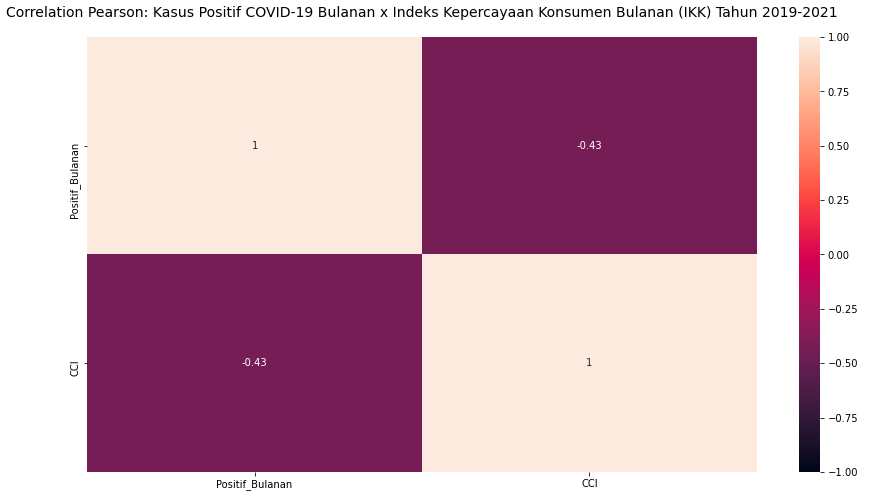 Correlation Pearson: Kasus Positif COVID-19 Bulanan x Indeks Kepercayaan Konsumen Bulanan (IKK) Tahun 2019-2021
Positif_Bulanan
1
-0.43
CCI
-0.43
1
Positif_Bulanan
CCI
1.00
0.75
0.50
0.25
0.00
−0.25
−0.50
−0.75
−1.00